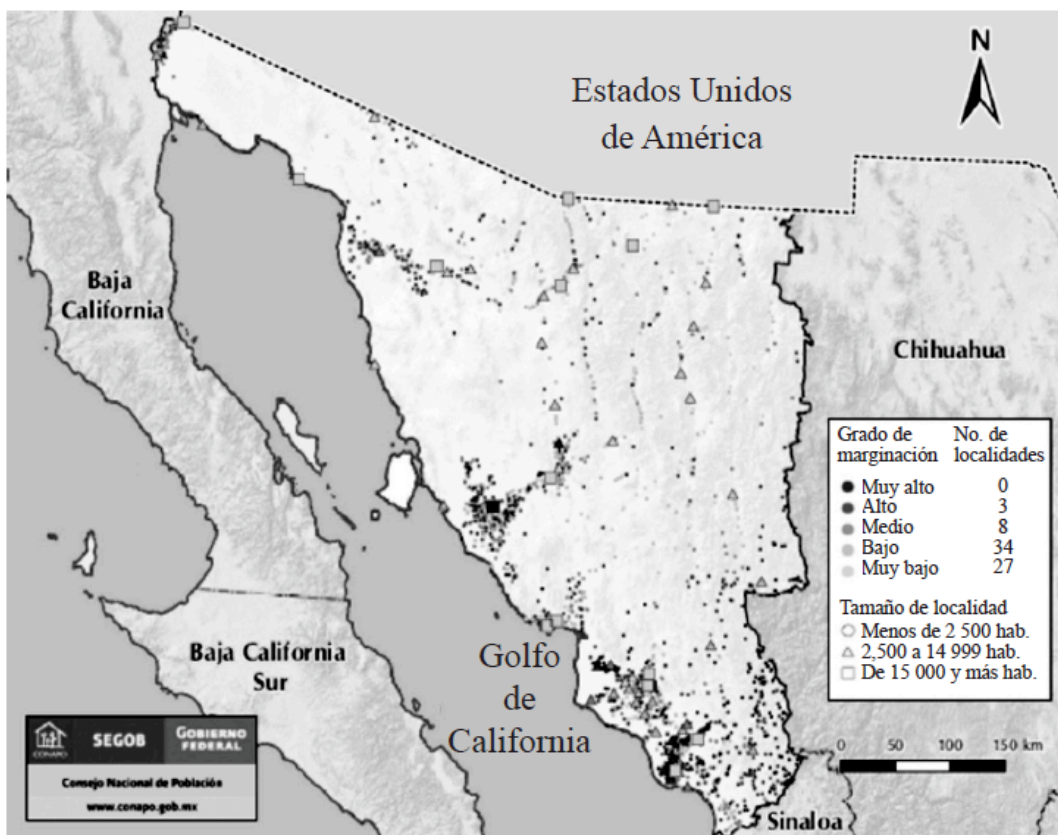 N
Estados Unidos
de América
Baja
California
Chihuahua
Grado de
marginación
No. de
localidades
Muy alto 0
Alto 3
Medio 8
Bajo 34
Muy bajo 27
Tamaño de localidad
Menos de 2 500 hab.
2,500 a 14 999 hab.
De 15 000 y más hab.
Baja California
Sur
Golfo
de
California
CONAPO
SEGOB
GOBIERNO
FEDERAL
Consejo Nacional de Población
www.conapo.gob.mx
0 50 100 150 km
Sinaloa